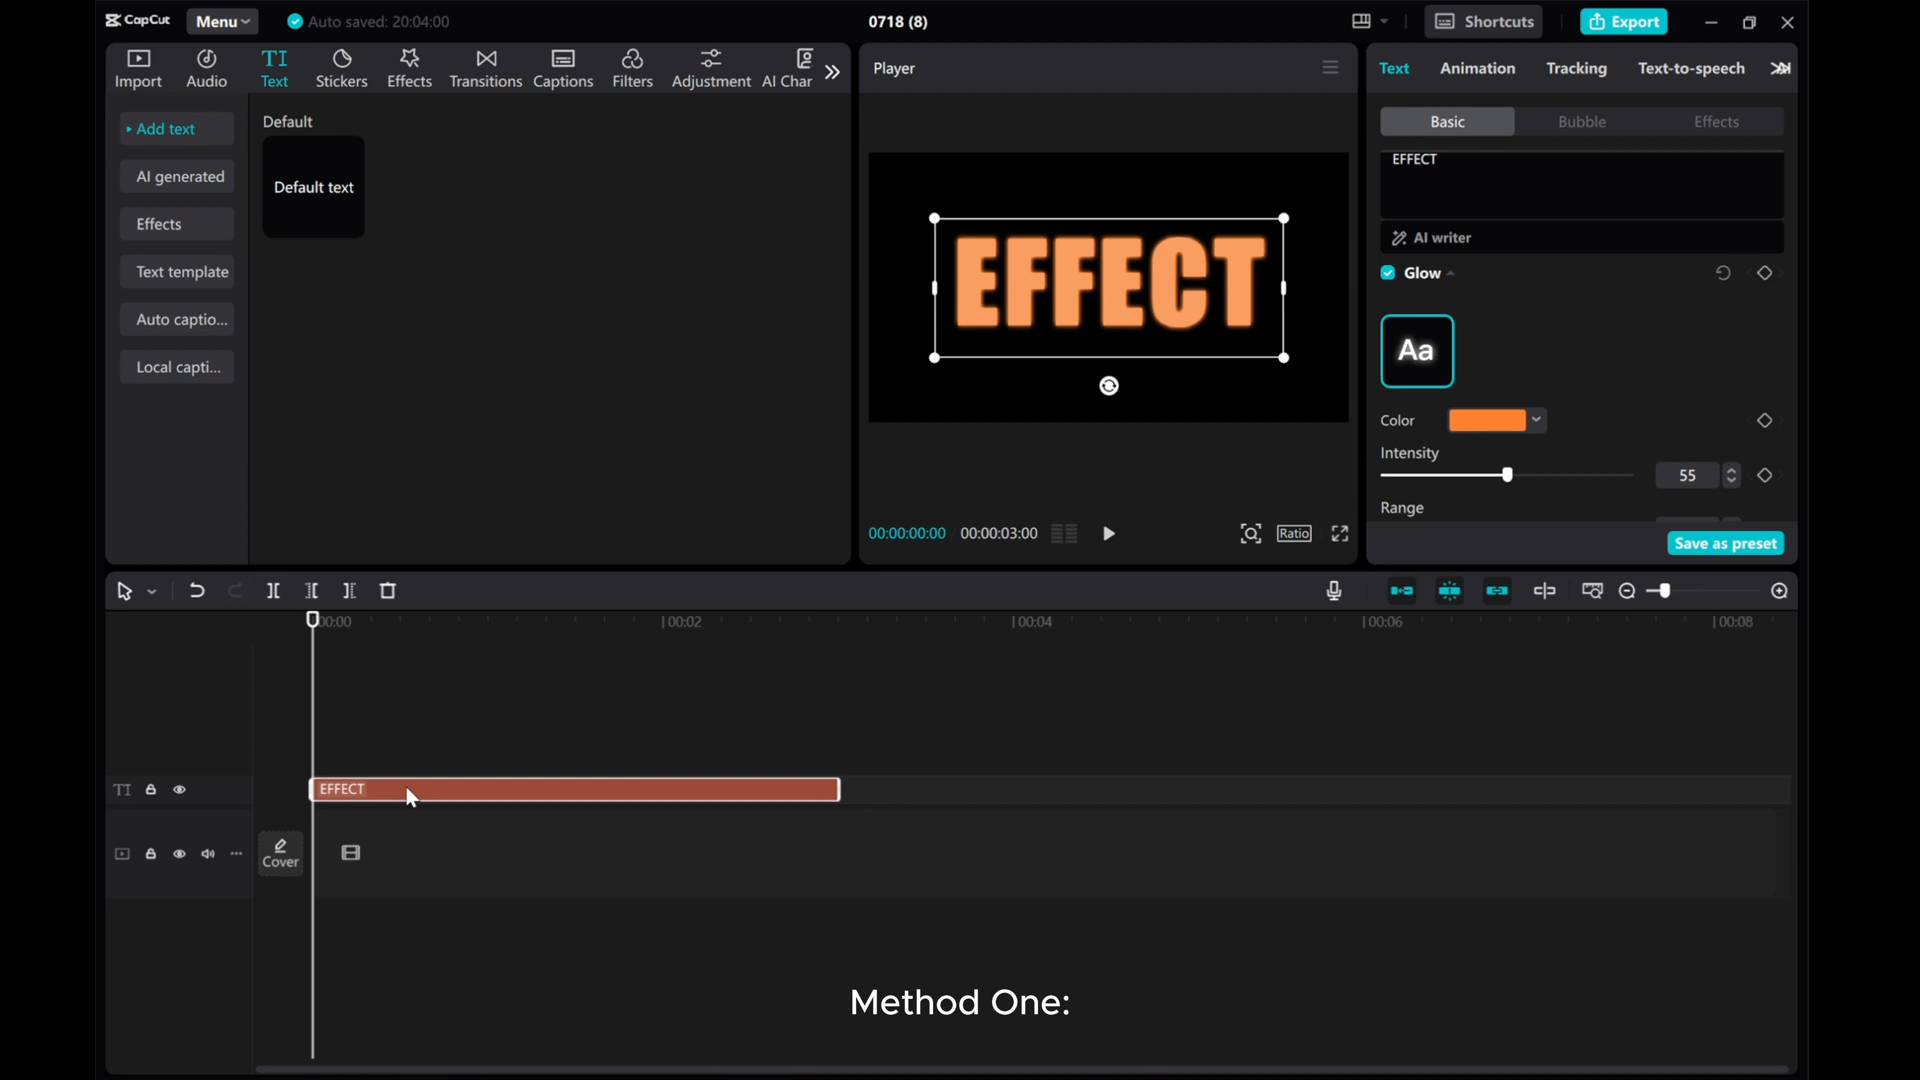 CapCut
Menu
Auto saved: 20:04:00
0718 (8)
Shortcuts
Export
Import
Audio
TI
Text
Stickers
Effects
Transitions
Captions
Filters
Adjustment
AI Char
Add text
AI generated
Effects
Text template
Auto captio...
Local capti...
Default
Default text
Player
EFFECT
00:00:00:00
00:00:03:00
Ratio
Text
Animation
Tracking
Text-to-speech
Basic
Bubble
Effects
EFFECT
AI writer
Glow
Aa
Color
Intensity
55
Range
Save as preset
00:00
00:02
00:04
00:06
00:08
TI
EFFECT
Cover
Method One: